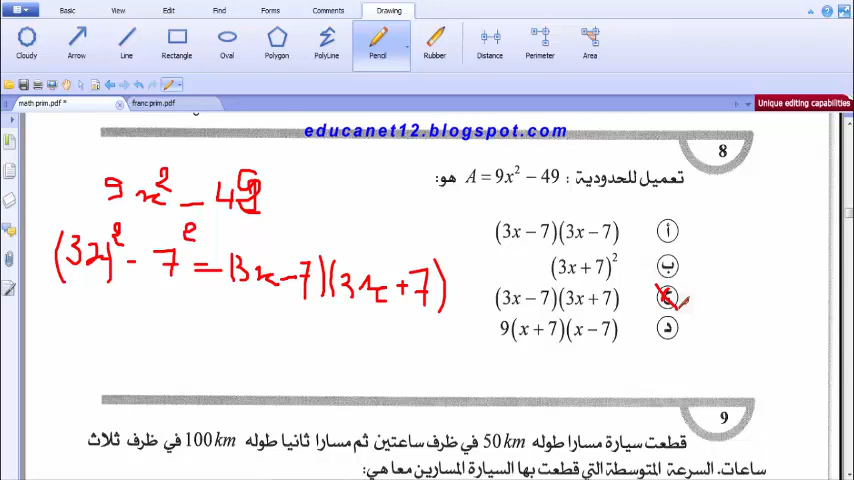 Basic Edit View Find Forms Comments Drawing
Cloudy Arrow Line Rectangle Oval Polygon PolyLine Pencil Rubber Distance Perimeter Area
math prim.pdf * franc prim.pdf Unique editing capabilities
educanet12.blogspot.com
8
تعميل للحدودية : A = 9x² − 49 هو:
أ (3x − 7)(3x − 7)
ب (3x + 7)²
ج (3x − 7)(3x + 7)
د 9(x + 7)(x − 7)
9x² − 49
(3x)² − 7² = (3x − 7)(3x + 7)
9
قطعت سيارة مسارا طوله 50 km في ظرف ساعتين ثم مسارا ثانيا طوله 100 km في ظرف ثلاث
ساعات. السرعة المتوسطة التي قطعت بها السيارة المسارين معا هي: